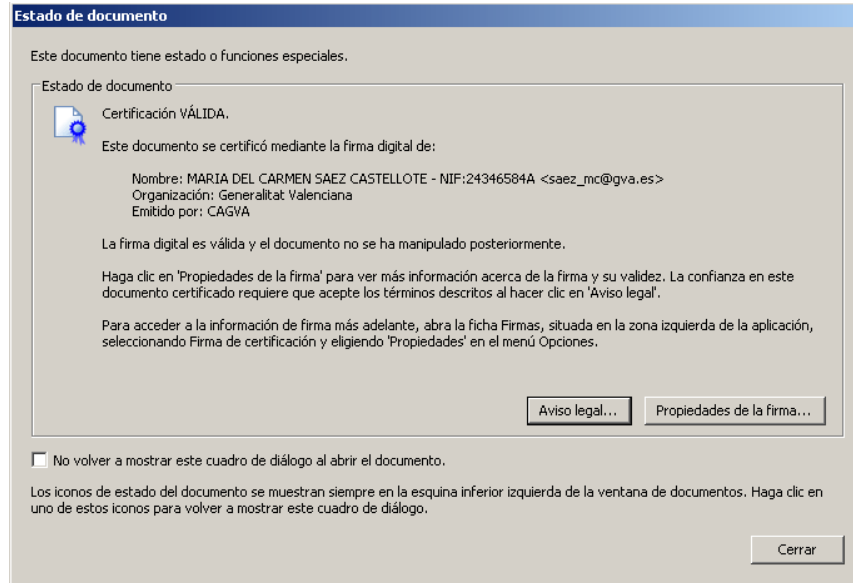 Estado de documento
Este documento tiene estado o funciones especiales.
Estado de documento
Certificación VÁLIDA.
Este documento se certificó mediante la firma digital de:
Nombre: MARIA DEL CARMEN SAEZ CASTELLOTE - NIF:24346584A <saez_mc@gva.es>
Organización: Generalitat Valenciana
Emitido por: CAGVA
La firma digital es válida y el documento no se ha manipulado posteriormente.
Haga clic en 'Propiedades de la firma' para ver más información acerca de la firma y su validez. La confianza en este
documento certificado requiere que acepte los términos descritos al hacer clic en 'Aviso legal'.
Para acceder a la información de firma más adelante, abra la ficha Firmas, situada en la zona izquierda de la aplicación,
seleccionando Firma de certificación y eligiendo 'Propiedades' en el menú Opciones.
Aviso legal... Propiedades de la firma...
No volver a mostrar este cuadro de diálogo al abrir el documento.
Los iconos de estado del documento se muestran siempre en la esquina inferior izquierda de la ventana de documentos. Haga clic en
uno de estos iconos para volver a mostrar este cuadro de diálogo.
Cerrar